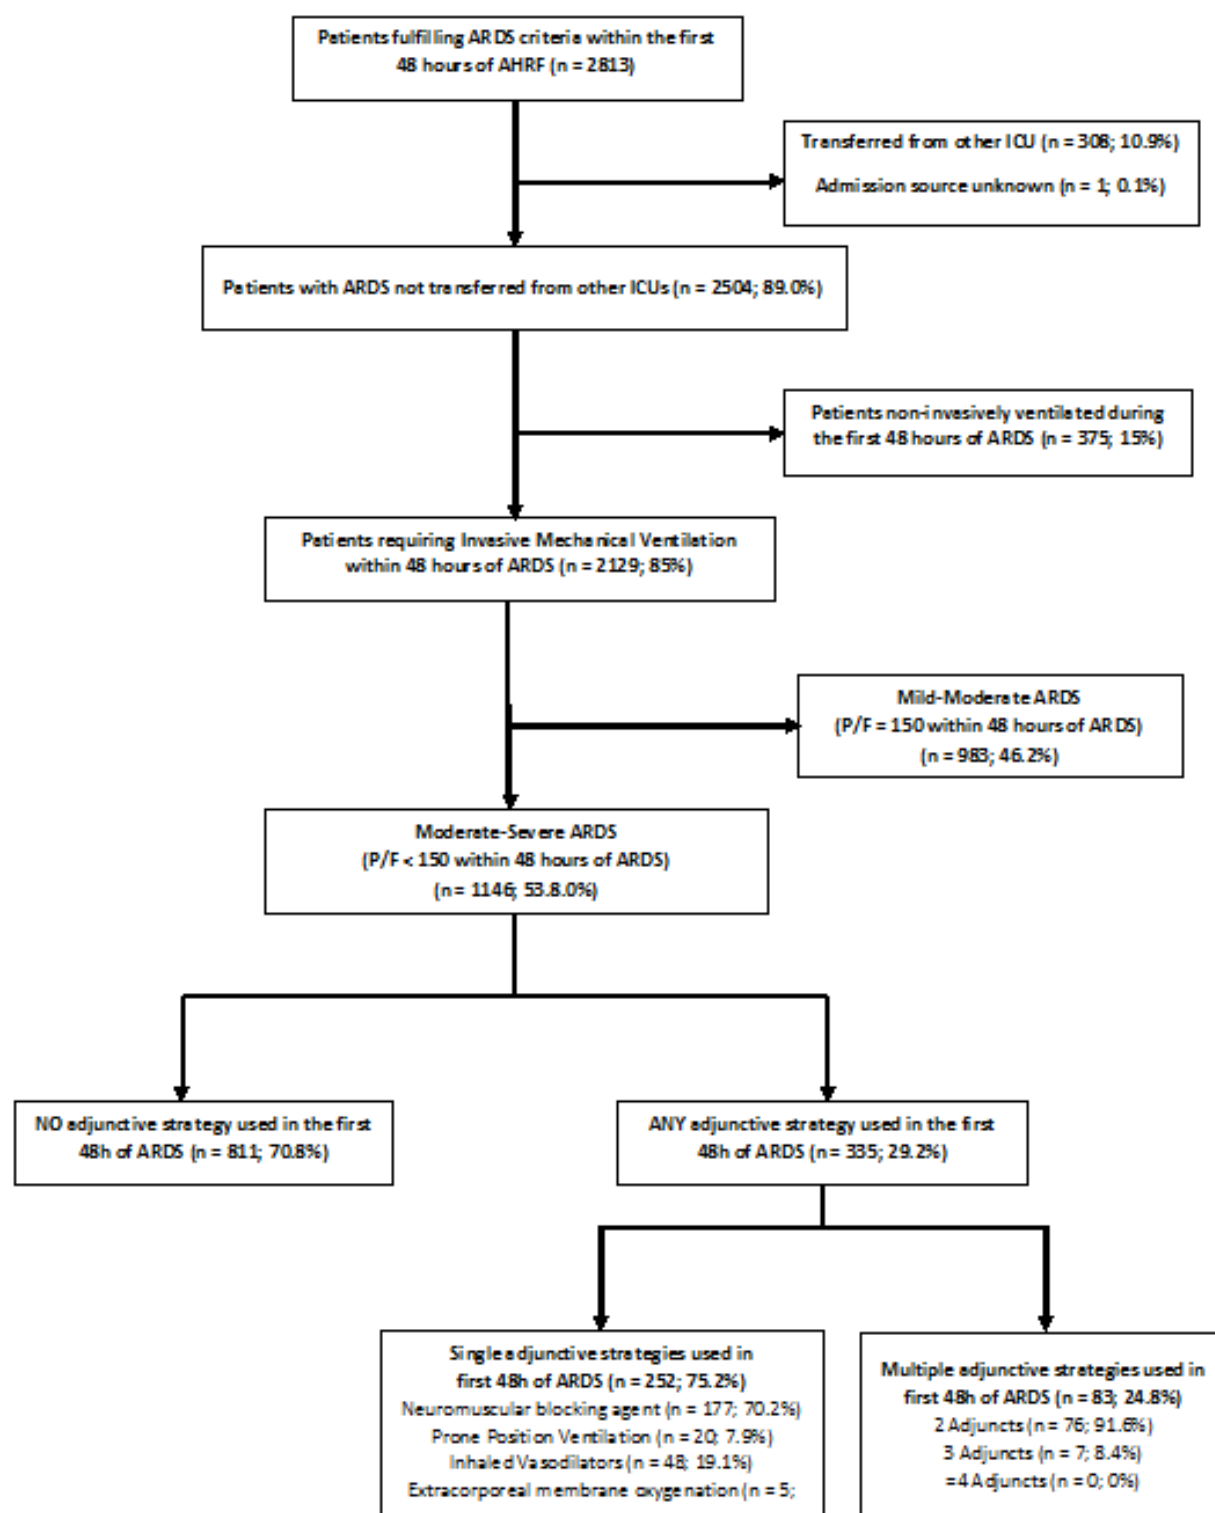 Patients fulfilling ARDS criteria within the first
48 hours of AHRF (n = 2813)
Transferred from other ICU (n = 308; 10.9%)
Admission source unknown (n = 1; 0.1%)
Patients with ARDS not transferred from other ICUs (n = 2504; 89.0%)
Patients non-invasively ventilated during
the first 48 hours of ARDS (n = 375; 15%)
Patients requiring Invasive Mechanical Ventilation
within 48 hours of ARDS (n = 2129; 85%)
Mild-Moderate ARDS
(P/F = 150 within 48 hours of ARDS)
(n = 983; 46.2%)
Moderate-Severe ARDS
(P/F < 150 within 48 hours of ARDS)
(n = 1146; 53.8.0%)
NO adjunctive strategy used in the first
48h of ARDS (n = 811; 70.8%)
ANY adjunctive strategy used in the first
48h of ARDS (n = 335; 29.2%)
Single adjunctive strategies used in
first 48h of ARDS (n = 252; 75.2%)
Neuromuscular blocking agent (n = 177; 70.2%)
Prone Position Ventilation (n = 20; 7.9%)
Inhaled Vasodilators (n = 48; 19.1%)
Extracorporeal membrane oxygenation (n = 5;
Multiple adjunctive strategies used in
first 48h of ARDS (n = 83; 24.8%)
2 Adjuncts (n = 76; 91.6%)
3 Adjuncts (n = 7; 8.4%)
=4 Adjuncts (n = 0; 0%)